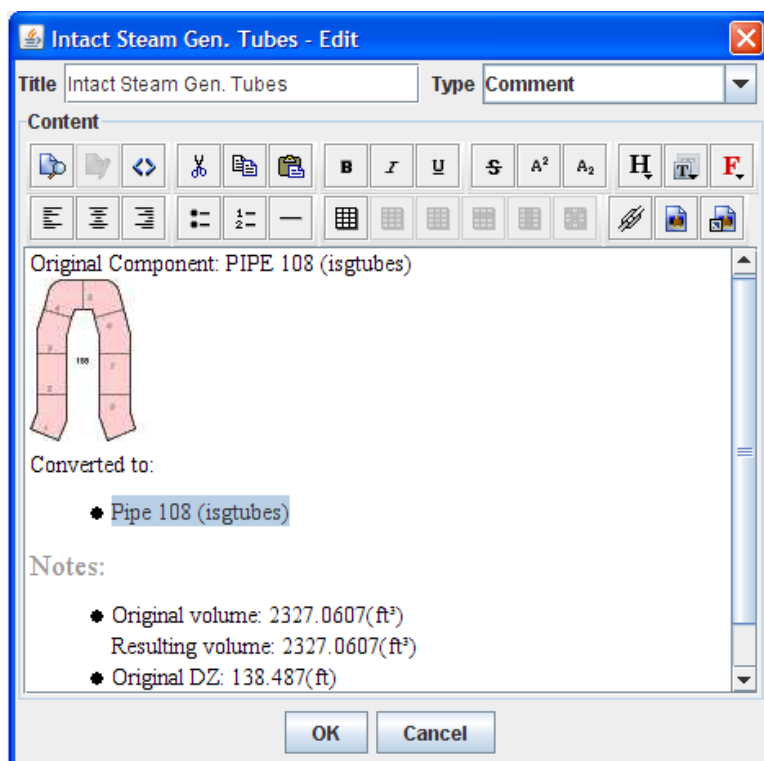 Intact Steam Gen. Tubes - Edit
Title Intact Steam Gen. Tubes Type Comment
Content
B I U S A² A₂ H T F
1 2
Original Component: PIPE 108 (isgtubes)
108
Converted to:
Pipe 108 (isgtubes)
Notes:
Original volume: 2327.0607(ft³)
Resulting volume: 2327.0607(ft³)
Original DZ: 138.487(ft)
OK Cancel